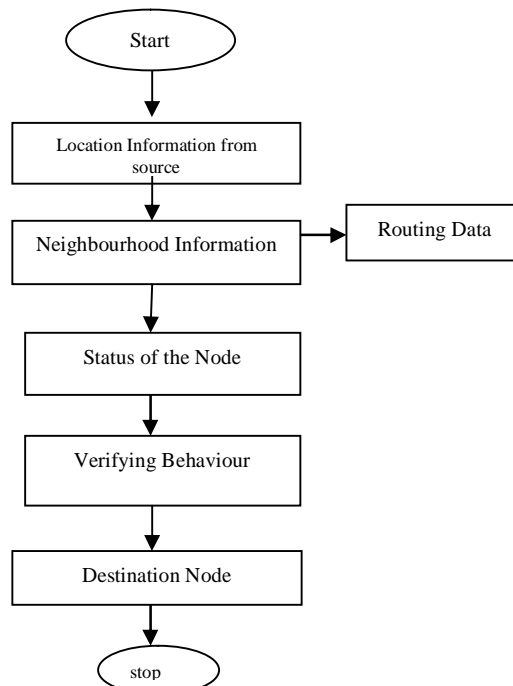 Start
Location Information from
source
Neighbourhood Information
Routing Data
Status of the Node
Verifying Behaviour
Destination Node
stop